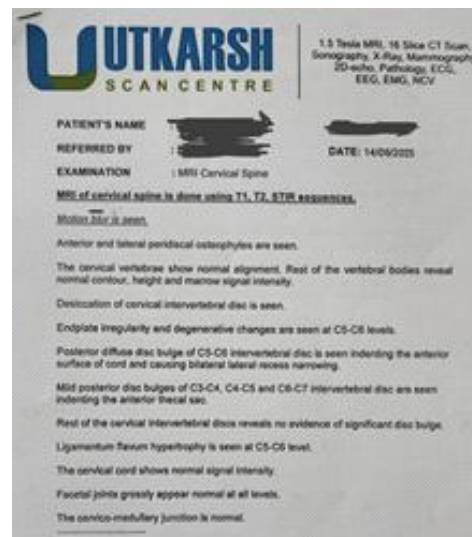 UTKARSH
SCAN CENTRE
1.5 Tesla MRI, 16 Slice CT Scan,
Sonography, X-Ray, Mammography
2D-echo, Pathology, ECG,
EEG, EMG, NCV
PATIENT'S NAME
REFERRED BY :
DATE: 14/06/2025
EXAMINATION : MRI Cervical Spine
MRI of cervical spine is done using T1, T2, STIR sequences.
Motion blur is seen.
Anterior and lateral peridiscal osteophytes are seen.
The cervical vertebrae show normal alignment. Rest of the vertebral bodies reveal
normal contour, height and marrow signal intensity.
Desiccation of cervical intervertebral disc is seen.
Endplate irregularity and degenerative changes are seen at C5-C6 levels.
Posterior diffuse disc bulge of C5-C6 intervertebral disc is seen indenting the anterior
surface of cord and causing bilateral lateral recess narrowing.
Mild posterior disc bulges of C3-C4, C4-C5 and C6-C7 intervertebral disc are seen
indenting the anterior thecal sac.
Rest of the cervical intervertebral discs reveals no evidence of significant disc bulge.
Ligamentum flavum hypertrophy is seen at C5-C6 level.
The cervical cord shows normal signal intensity.
Facetal joints grossly appear normal at all levels.
The cervico-medullary junction is normal.